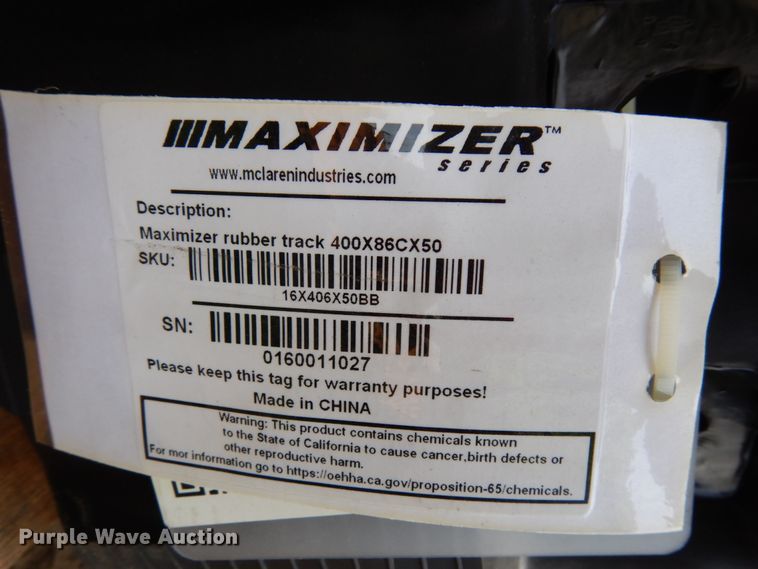 MAXIMIZER™
series
www.mclarenindustries.com
Description:
Maximizer rubber track 400X86CX50
SKU:
16X406X50BB
SN:
0160011027
Please keep this tag for warranty purposes!
Made in CHINA
Warning: This product contains chemicals known
to the State of California to cause cancer,birth defects or
other reproductive harm.
For mor information go to https://oehha.ca.gov/proposition-65/chemicals.
Purple Wave Auction